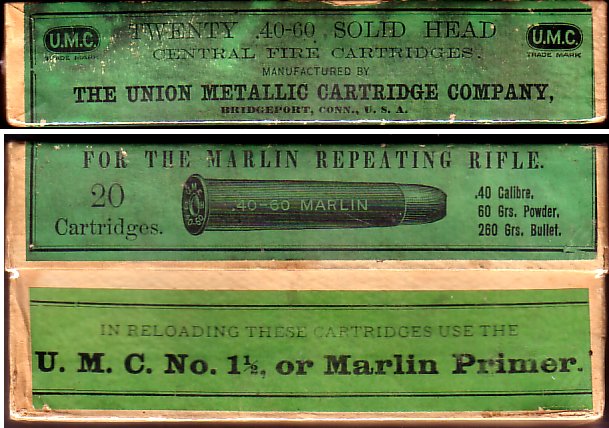 U.M.C.
TRADE MARK
TWENTY .40-60 SOLID HEAD
CENTRAL FIRE CARTRIDGES.
U.M.C.
TRADE MARK
MANUFACTURED BY
THE UNION METALLIC CARTRIDGE COMPANY,
BRIDGEPORT, CONN., U. S. A.
FOR THE MARLIN REPEATING RIFLE.
20
Cartridges.
U.M.C.
.40-60 MARLIN
.40 Calibre.
60 Grs. Powder.
260 Grs. Bullet.
IN RELOADING THESE CARTRIDGES USE THE
U. M. C. No. 1½, or Marlin Primer.